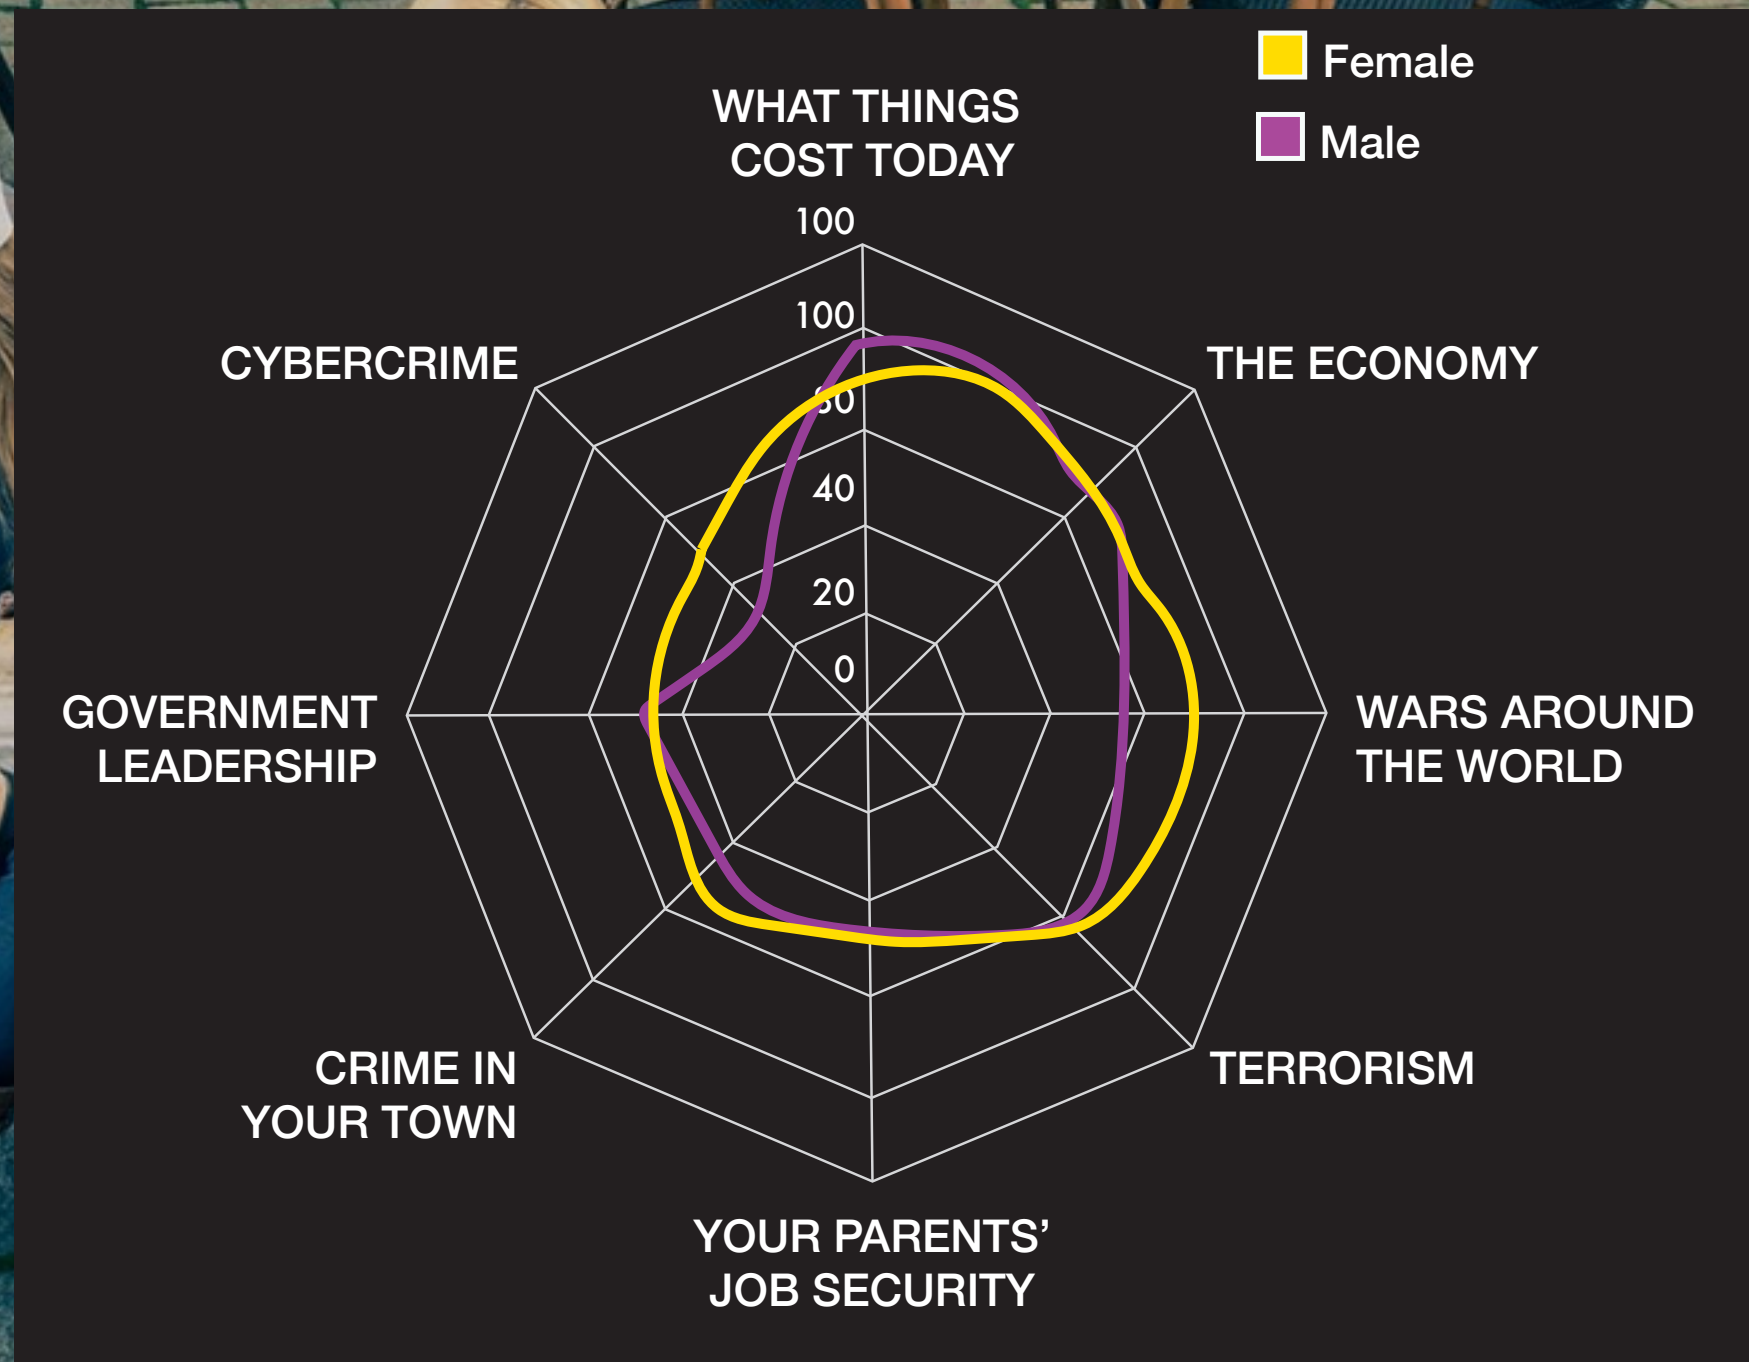 Female
Male
WHAT THINGS
COST TODAY
100
100
80
40
20
0
CYBERCRIME
THE ECONOMY
GOVERNMENT
LEADERSHIP
WARS AROUND
THE WORLD
CRIME IN
YOUR TOWN
TERRORISM
YOUR PARENTS’
JOB SECURITY